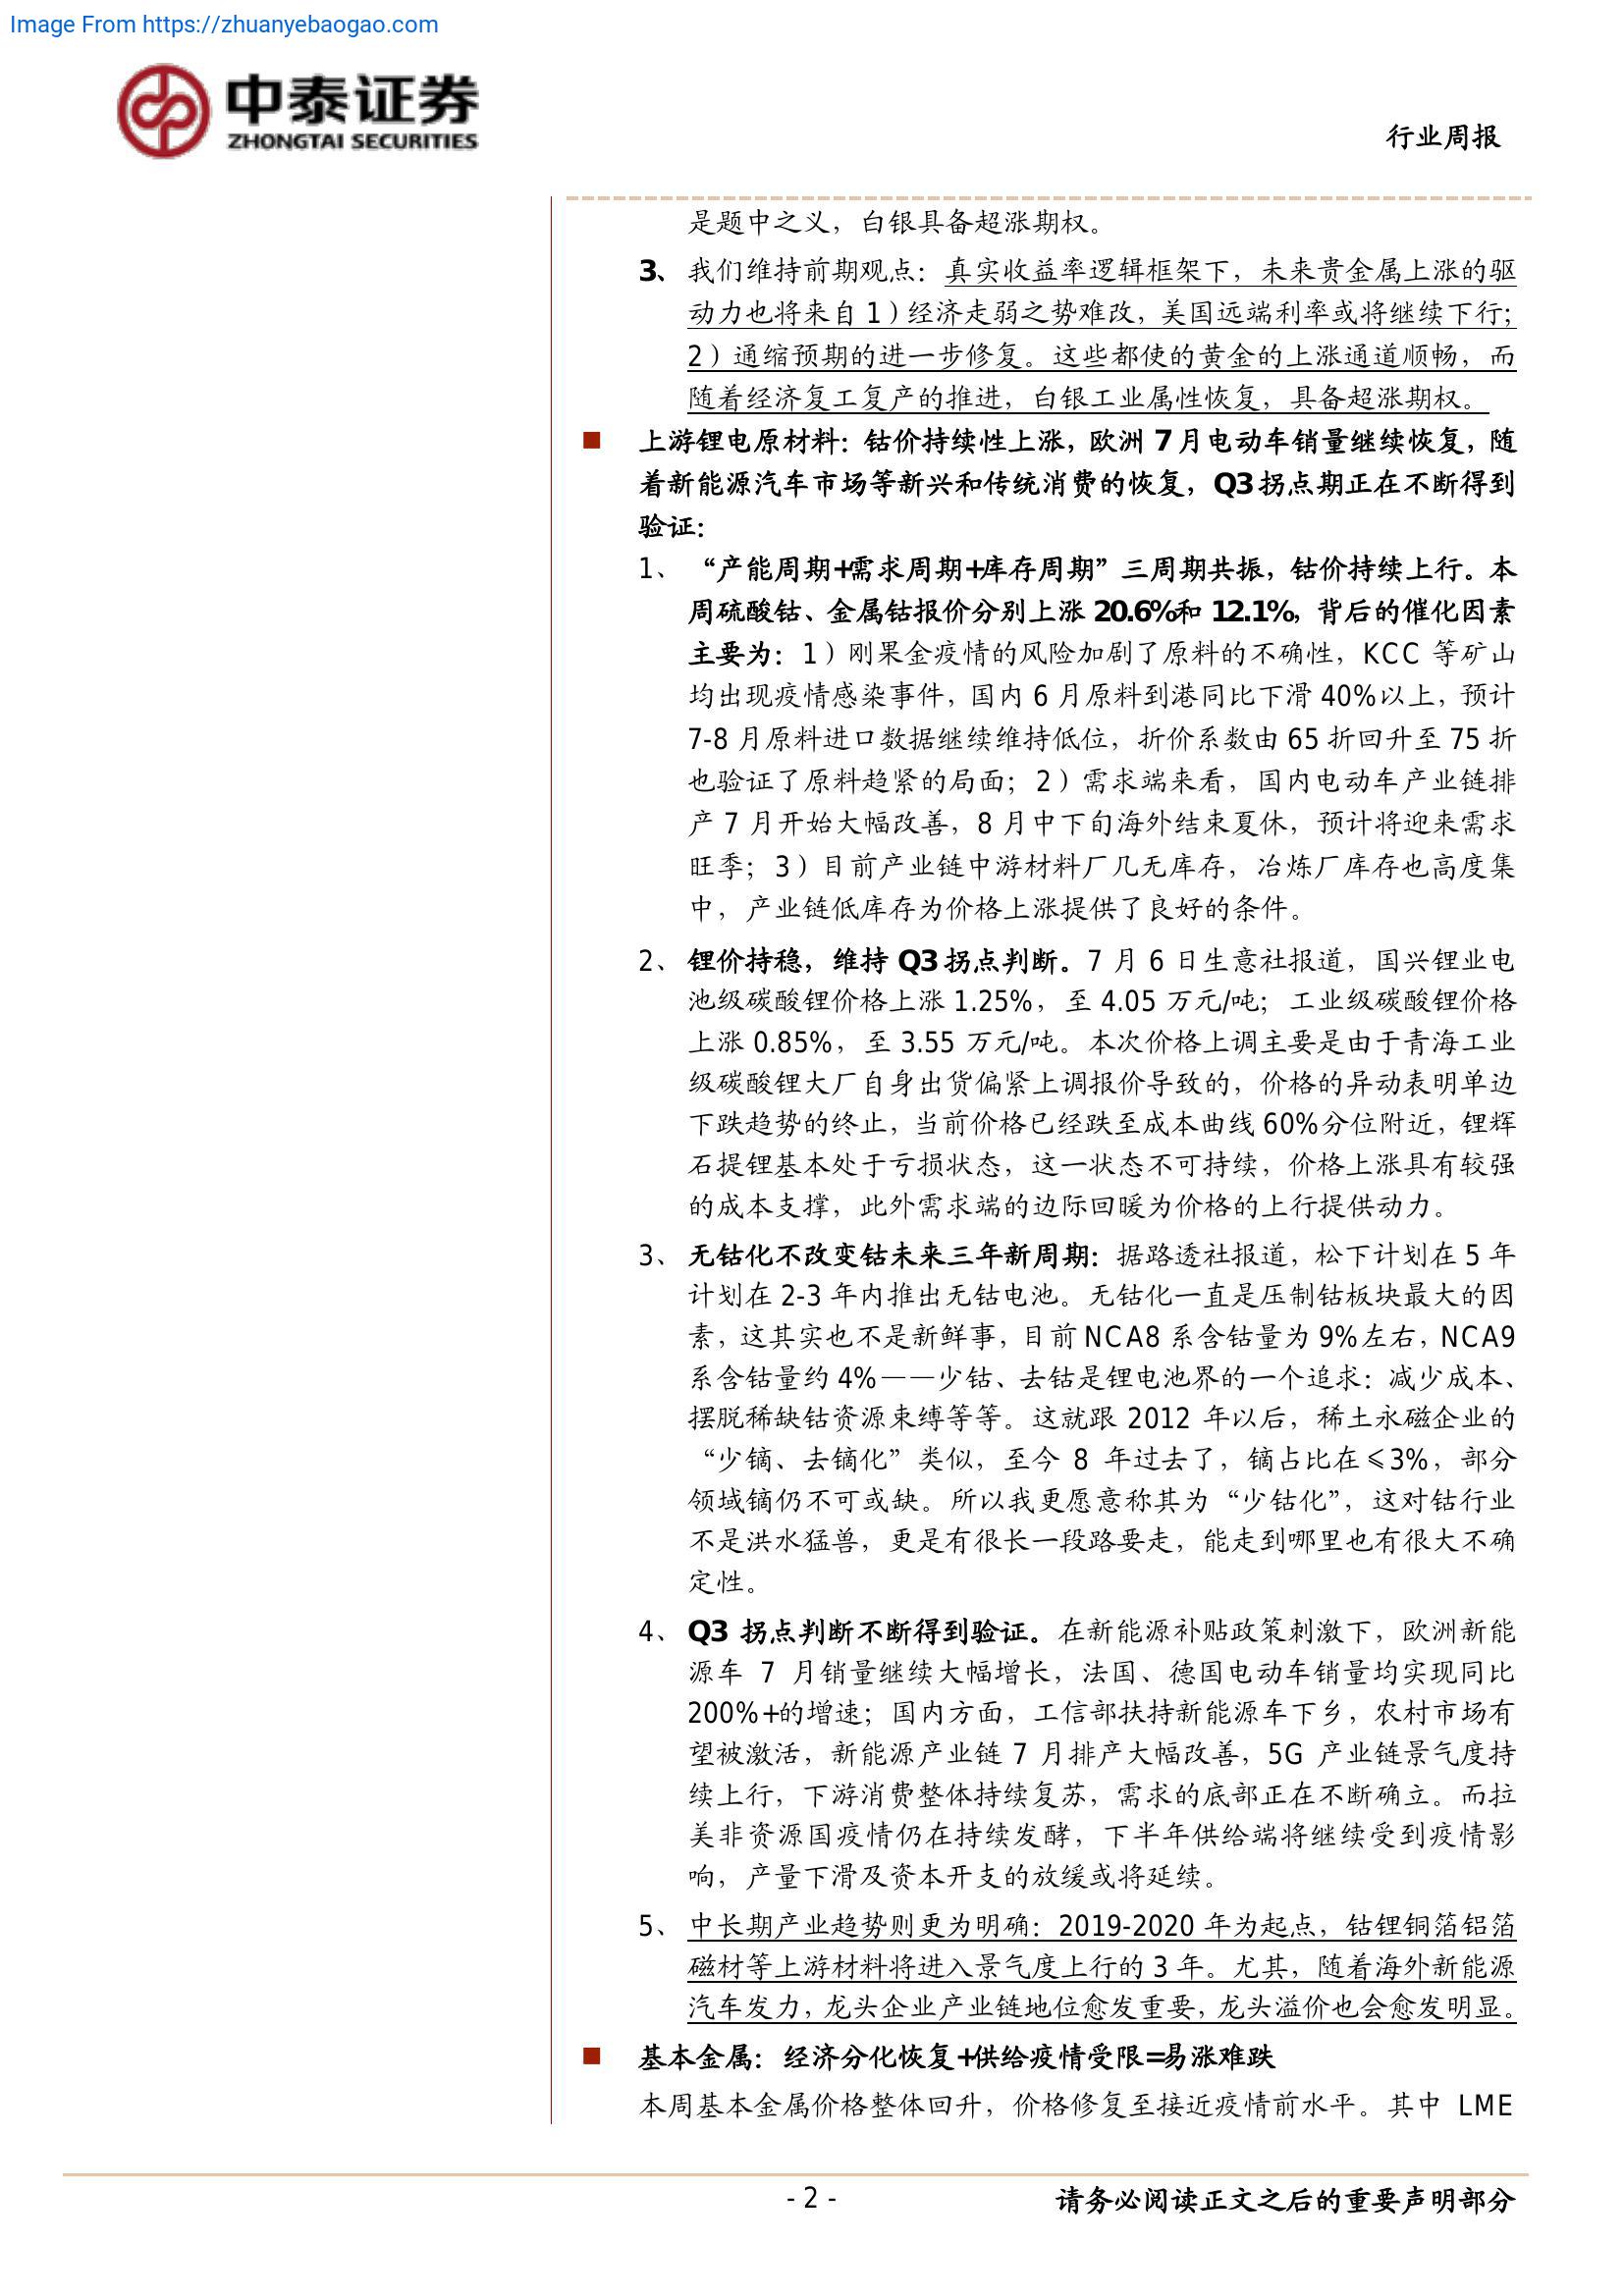 Image From https://zhuanyebaogao.com
中泰证券
ZHONGTAI SECURITIES
行业周报
是题中之义，白银具备超涨期权。
3、我们维持前期观点：真实收益率逻辑框架下，未来贵金属上涨的驱
动力也将来自 1）经济走弱之势难改，美国远端利率或将继续下行；
2）通缩预期的进一步修复。这些都使的黄金的上涨通道顺畅，而
随着经济复工复产的推进，白银工业属性恢复，具备超涨期权。
■ 上游锂电原材料：钴价持续性上涨，欧洲 7 月电动车销量继续恢复，随
着新能源汽车市场等新兴和传统消费的恢复，Q3 拐点期正在不断得到
验证：
1、“产能周期+需求周期+库存周期”三周期共振，钴价持续上行。本
周硫酸钴、金属钴报价分别上涨 20.6%和 12.1%，背后的催化因素
主要为：1）刚果金疫情的风险加剧了原料的不确性，KCC 等矿山
均出现疫情感染事件，国内 6 月原料到港同比下滑 40%以上，预计
7-8 月原料进口数据继续维持低位，折价系数由 65 折回升至 75 折
也验证了原料趋紧的局面；2）需求端来看，国内电动车产业链排
产 7 月开始大幅改善，8 月中下旬海外结束夏休，预计将迎来需求
旺季；3）目前产业链中游材料厂几无库存，冶炼厂库存也高度集
中，产业链低库存为价格上涨提供了良好的条件。
2、锂价持稳，维持 Q3 拐点判断。7 月 6 日生意社报道，国兴锂业电
池级碳酸锂价格上涨 1.25%，至 4.05 万元/吨；工业级碳酸锂价格
上涨 0.85%，至 3.55 万元/吨。本次价格上调主要是由于青海工业
级碳酸锂大厂自身出货偏紧上调报价导致的，价格的异动表明单边
下跌趋势的终止，当前价格已经跌至成本曲线 60%分位附近，锂辉
石提锂基本处于亏损状态，这一状态不可持续，价格上涨具有较强
的成本支撑，此外需求端的边际回暖为价格的上行提供动力。
3、无钴化不改变钴未来三年新周期：据路透社报道，松下计划在 5 年
计划在 2-3 年内推出无钴电池。无钴化一直是压制钴板块最大的因
素，这其实也不是新鲜事，目前 NCA8 系含钴量为 9%左右，NCA9
系含钴量约 4%——少钴、去钴是锂电池界的一个追求：减少成本、
摆脱稀缺钴资源束缚等等。这就跟 2012 年以后，稀土永磁企业的
“少镝、去镝化”类似，至今 8 年过去了，镝占比在≤3%，部分
领域镝仍不可或缺。所以我更愿意称其为“少钴化”，这对钴行业
不是洪水猛兽，更是有很长一段路要走，能走到哪里也有很大不确
定性。
4、Q3 拐点判断不断得到验证。在新能源补贴政策刺激下，欧洲新能
源车 7 月销量继续大幅增长，法国、德国电动车销量均实现同比
200%+的增速；国内方面，工信部扶持新能源车下乡，农村市场有
望被激活，新能源产业链 7 月排产大幅改善，5G 产业链景气度持
续上行，下游消费整体持续复苏，需求的底部正在不断确立。而拉
美非资源国疫情仍在持续发酵，下半年供给端将继续受到疫情影
响，产量下滑及资本开支的放缓或将延续。
5、中长期产业趋势则更为明确：2019-2020 年为起点，钴锂铜箔铝箔
磁材等上游材料将进入景气度上行的 3 年。尤其，随着海外新能源
汽车发力，龙头企业产业链地位愈发重要，龙头溢价也会愈发明显。
■ 基本金属：经济分化恢复+供给疫情受限=易涨难跌
本周基本金属价格整体回升，价格修复至接近疫情前水平。其中 LME
- 2 -
请务必阅读正文之后的重要声明部分